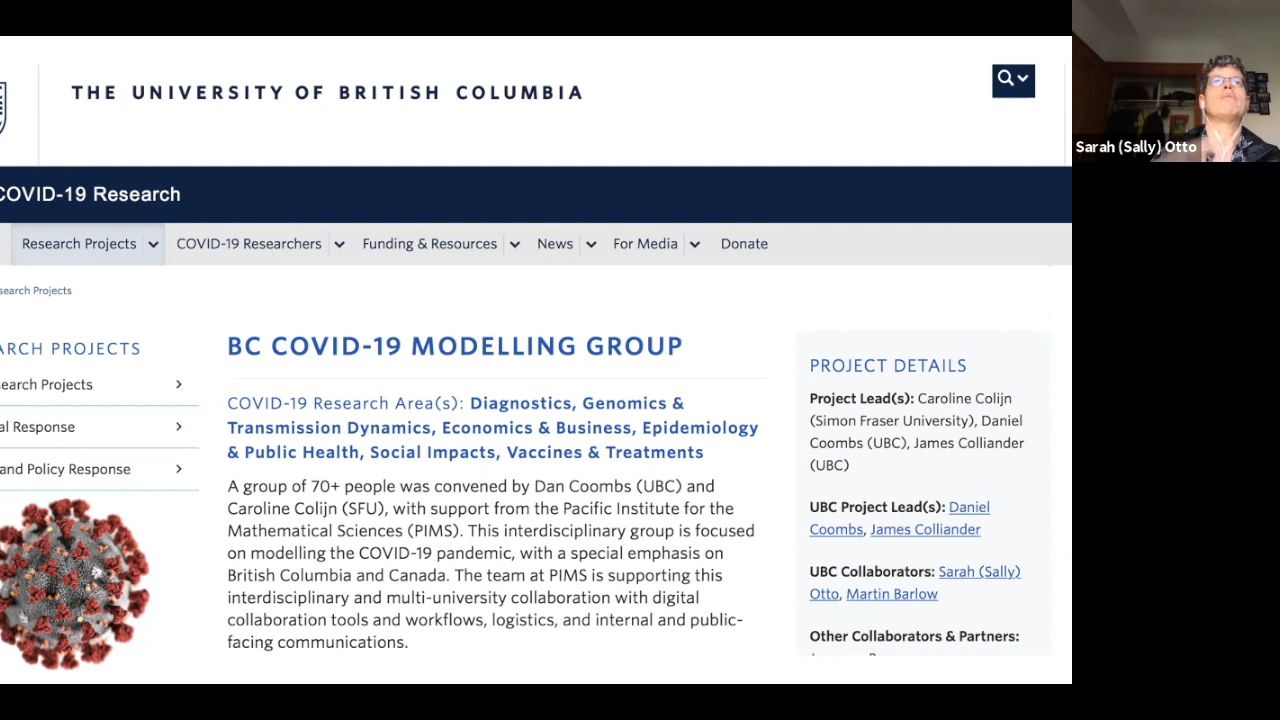 THE UNIVERSITY OF BRITISH COLUMBIA
Sarah (Sally) Otto
COVID-19 Research
Research Projects
COVID-19 Researchers
Funding & Resources
News
For Media
Donate
search Projects
ARCH PROJECTS
search Projects
al Response
and Policy Response
BC COVID-19 MODELLING GROUP
COVID-19 Research Area(s): Diagnostics, Genomics &
Transmission Dynamics, Economics & Business, Epidemiology
& Public Health, Social Impacts, Vaccines & Treatments
A group of 70+ people was convened by Dan Coombs (UBC) and
Caroline Colijn (SFU), with support from the Pacific Institute for the
Mathematical Sciences (PIMS). This interdisciplinary group is focused
on modelling the COVID-19 pandemic, with a special emphasis on
British Columbia and Canada. The team at PIMS is supporting this
interdisciplinary and multi-university collaboration with digital
collaboration tools and workflows, logistics, and internal and public-
facing communications.
PROJECT DETAILS
Project Lead(s): Caroline Colijn
(Simon Fraser University), Daniel
Coombs (UBC), James Colliander
(UBC)
UBC Project Lead(s): Daniel
Coombs, James Colliander
UBC Collaborators: Sarah (Sally)
Otto, Martin Barlow
Other Collaborators & Partners: